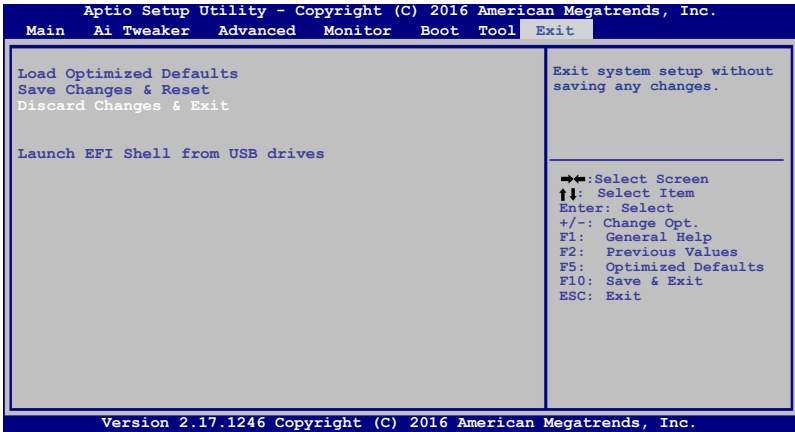 Aptio Setup Utility - Copyright (C) 2016 American Megatrends, Inc.
Main Ai Tweaker Advanced Monitor Boot Tool Exit
Load Optimized Defaults
Save Changes & Reset
Discard Changes & Exit
Launch EFI Shell from USB drives
Exit system setup without
saving any changes.
→←:Select Screen
↑↓: Select Item
Enter: Select
+/-: Change Opt.
F1: General Help
F2: Previous Values
F5: Optimized Defaults
F10: Save & Exit
ESC: Exit
Version 2.17.1246 Copyright (C) 2016 American Megatrends, Inc.